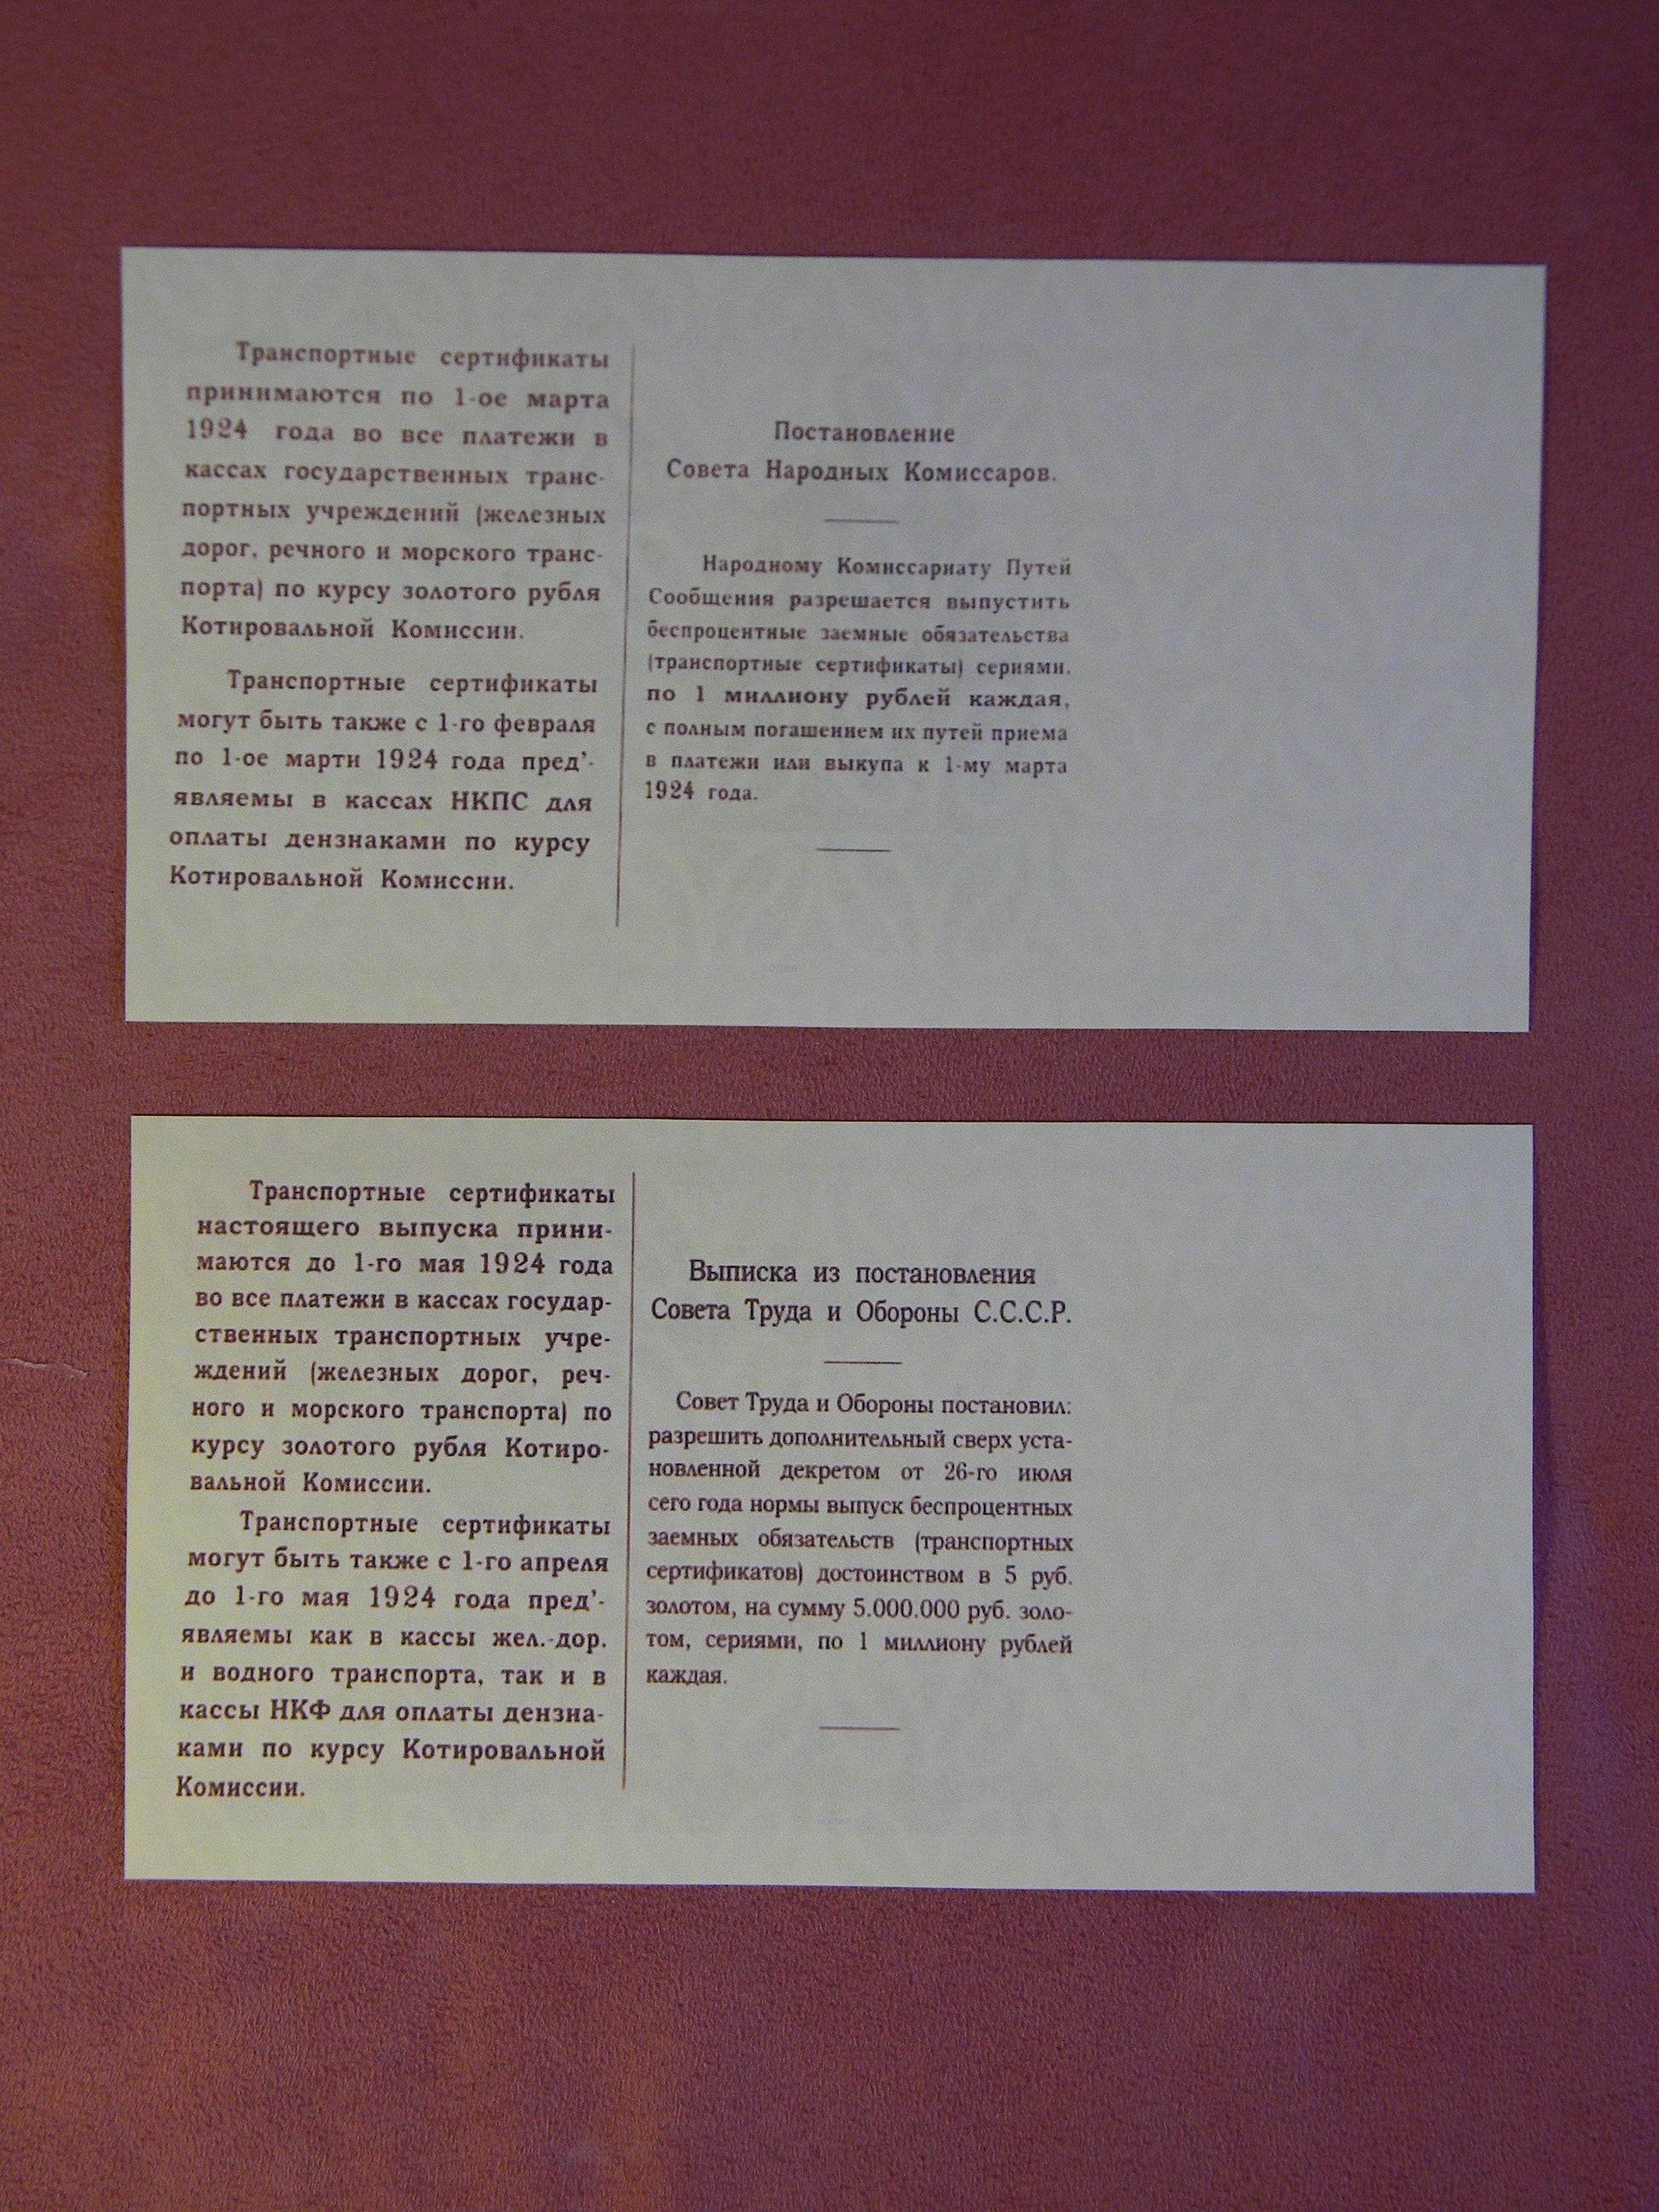 Транспортные сертификаты
принимаются по 1-ое марта
1924 года во все платежи в
кассах государственных транс-
портных учреждений (железных
дорог, речного и морского транс-
порта) по курсу золотого рубля
Котировальной Комиссии.
Транспортные сертификаты
могут быть также с 1-го февраля
по 1-ое марти 1924 года пред'-
являемы в кассах НКПС для
оплаты дензнаками по курсу
Котировальной Комиссии.
Постановление
Совета Народных Комиссаров.
Народному Комиссариату Путей
Сообщения разрешается выпустить
беспроцентные заемные обязательства
(транспортные сертификаты) сериями.
по 1 миллиону рублей каждая,
с полным погашением их путей приема
в платежи или выкупа к 1-му марта
1924 года.
Транспортные сертификаты
настоящего выпуска прини-
маются до 1-го мая 1924 года
во все платежи в кассах государ-
ственных транспортных учре-
ждений (железных дорог, реч-
ного и морского транспорта) по
курсу золотого рубля Котиро-
вальной Комиссии.
Транспортные сертификаты
могут быть также с 1-го апреля
до 1-го мая 1924 года пред'-
являемы как в кассы жел.-дор.
и водного транспорта, так и в
кассы НКФ для оплаты дензна-
ками по курсу Котировальной
Комиссии.
Выписка из постановления
Совета Труда и Обороны С.С.С.Р.
Совет Труда и Обороны постановил:
разрешить дополнительный сверх уста-
новленной декретом от 26-го июля
сего года нормы выпуск беспроцентных
заемных обязательств (транспортных
сертификатов) достоинством в 5 руб.
золотом, на сумму 5.000.000 руб. золо-
том, сериями, по 1 миллиону рублей
каждая.